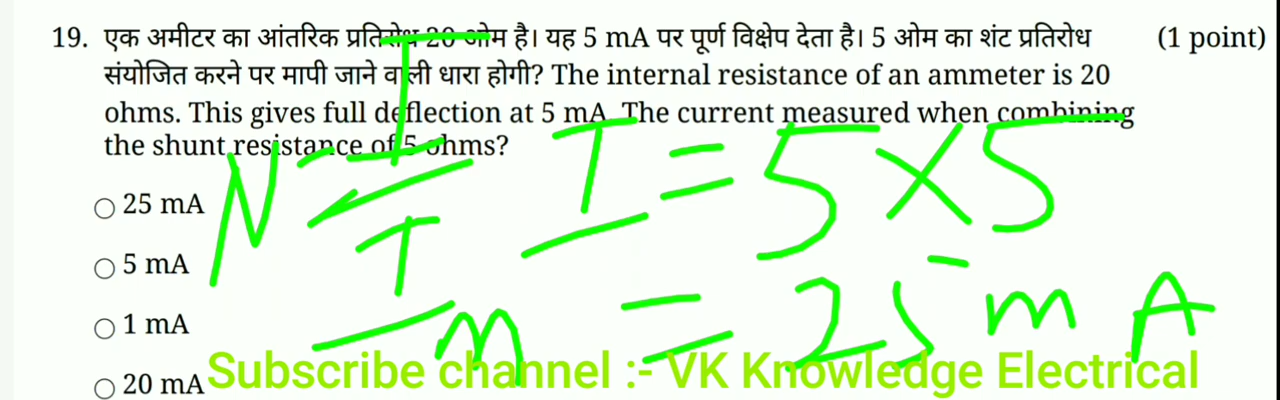 19. एक अमीटर का आंतरिक प्रतिरोध 20 ओम है। यह 5 mA पर पूर्ण विक्षेप देता है। 5 ओम का शंट प्रतिरोध (1 point)
संयोजित करने पर मापी जाने वाली धारा होगी? The internal resistance of an ammeter is 20
ohms. This gives full deflection at 5 mA. The current measured when combining
the shunt resistance of 5 ohms?
N = I / Im
I = 5 × 5
= 25 mA
25 mA
5 mA
1 mA
20 mA
Subscribe channel :- VK Knowledge Electrical